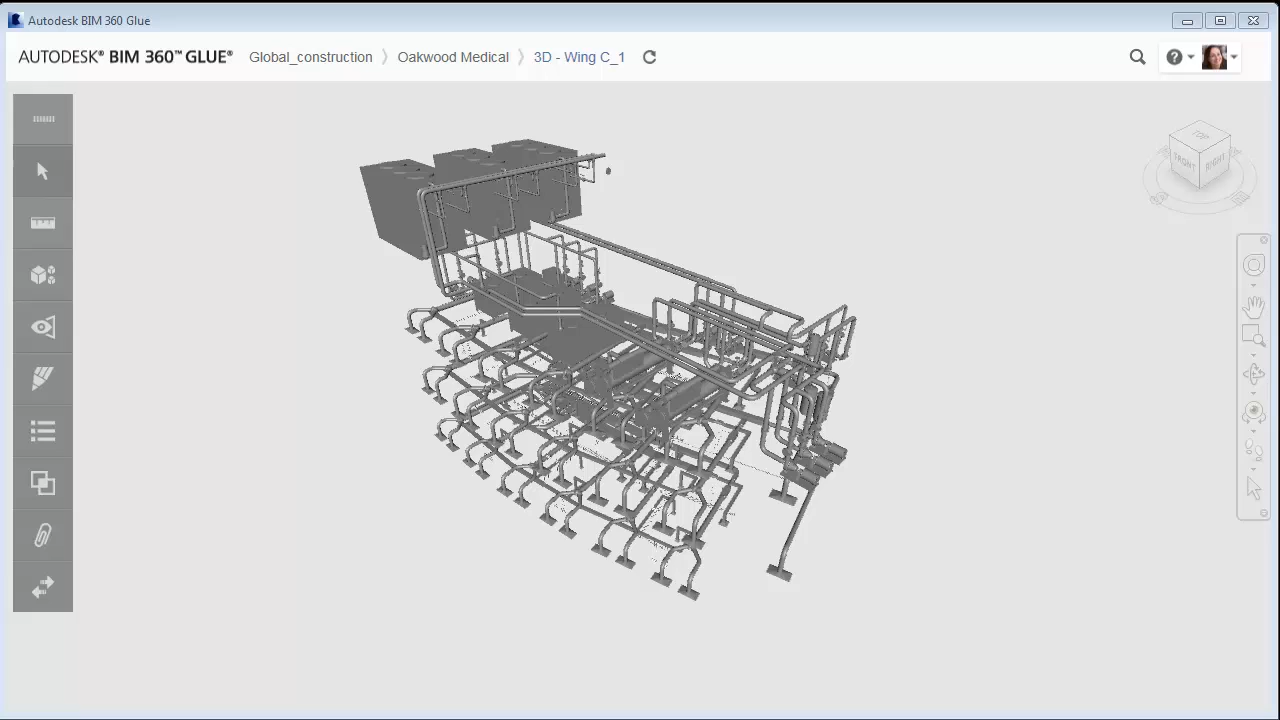 Autodesk BIM 360 Glue
AUTODESK® BIM 360™ GLUE® Global_construction 〉 Oakwood Medical 〉 3D - Wing C_1
TOP
FRONT RIGHT